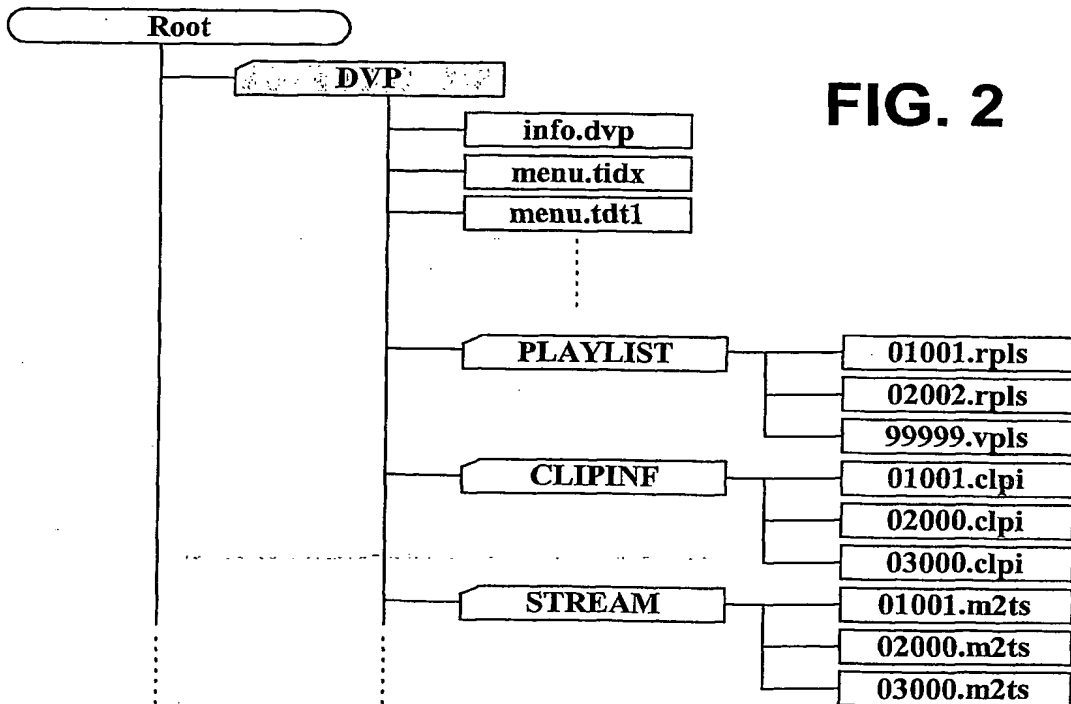 Root
DVP
FIG. 2
info.dvp
menu.tidx
menu.tdt1
PLAYLIST
01001.rpls
02002.rpls
99999.vpls
CLIPINF
01001.clpi
02000.clpi
03000.clpi
STREAM
01001.m2ts
02000.m2ts
03000.m2ts